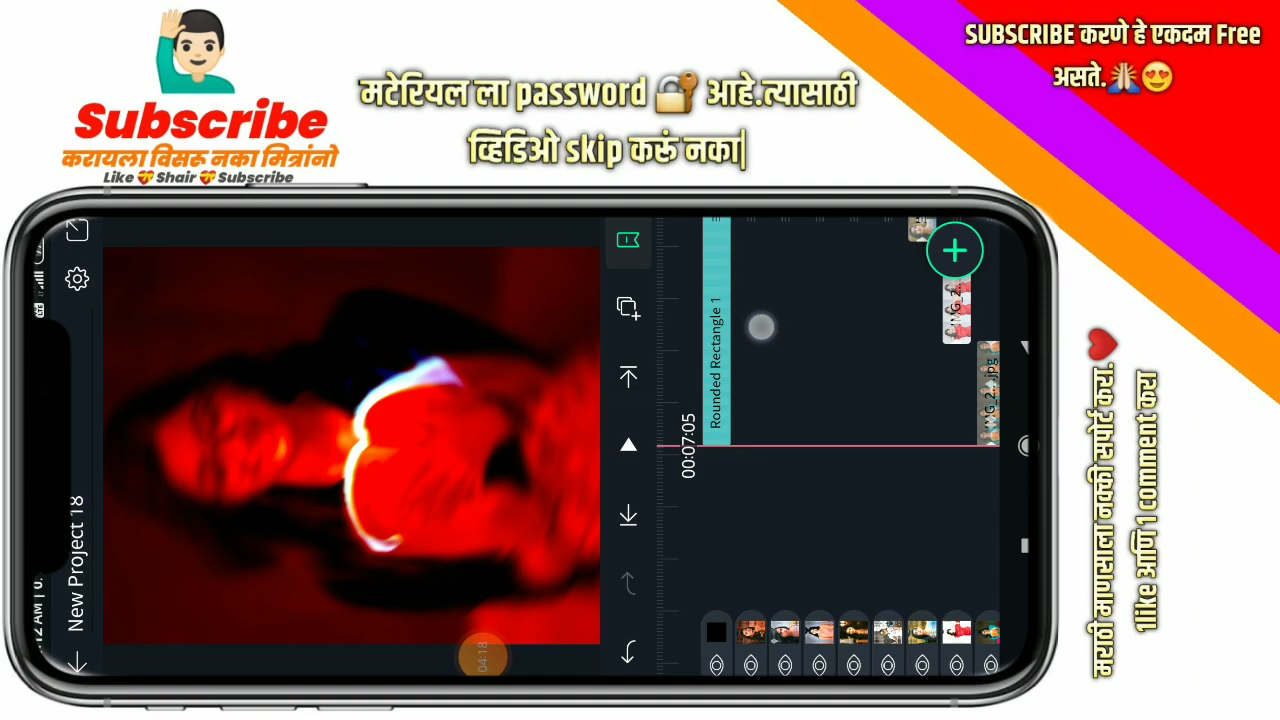 Subscribe
करायला विसरू नका मित्रांनो
Like 💝 Shair 💝 Subscribe
मटेरियल ला password 🔐 आहे.त्यासाठी
व्हिडिओ skip करूं नका|
SUBSCRIBE करणे हे एकदम Free
असते.🙏🏻😍
New Project 18
04:18
00:07:05
Rounded Rectangle 1
मराठी माणसाला नक्की सपोर्ट करा.❤️
1like आणि 1 comment करा